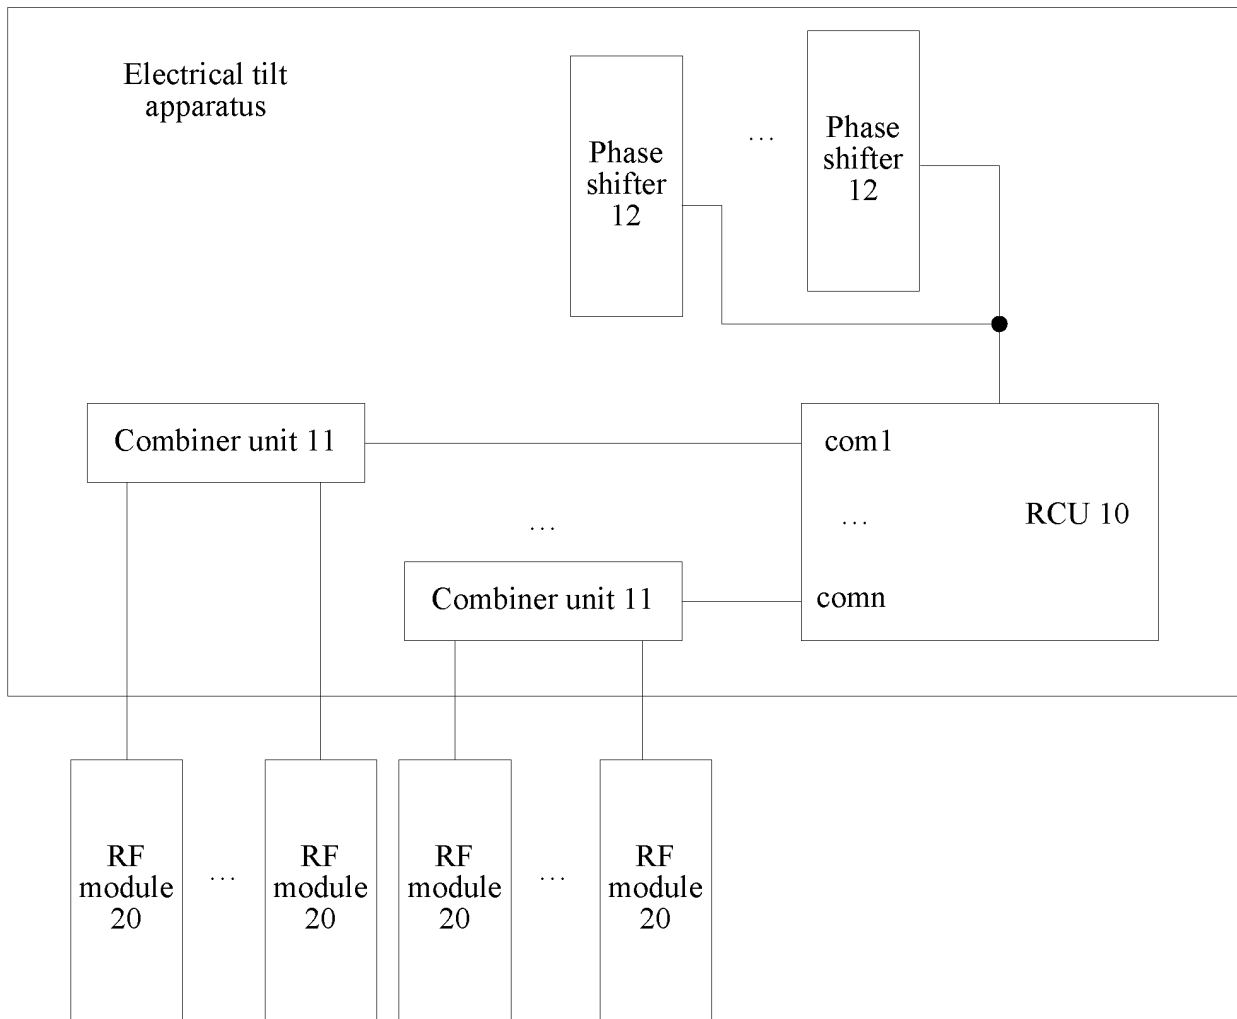 Electrical tilt
apparatus
Phase
shifter
12
...
Phase
shifter
12
Combiner unit 11
com1
...
RCU 10
...
Combiner unit 11
comn
RF
module
20
...
RF
module
20
RF
module
20
...
RF
module
20